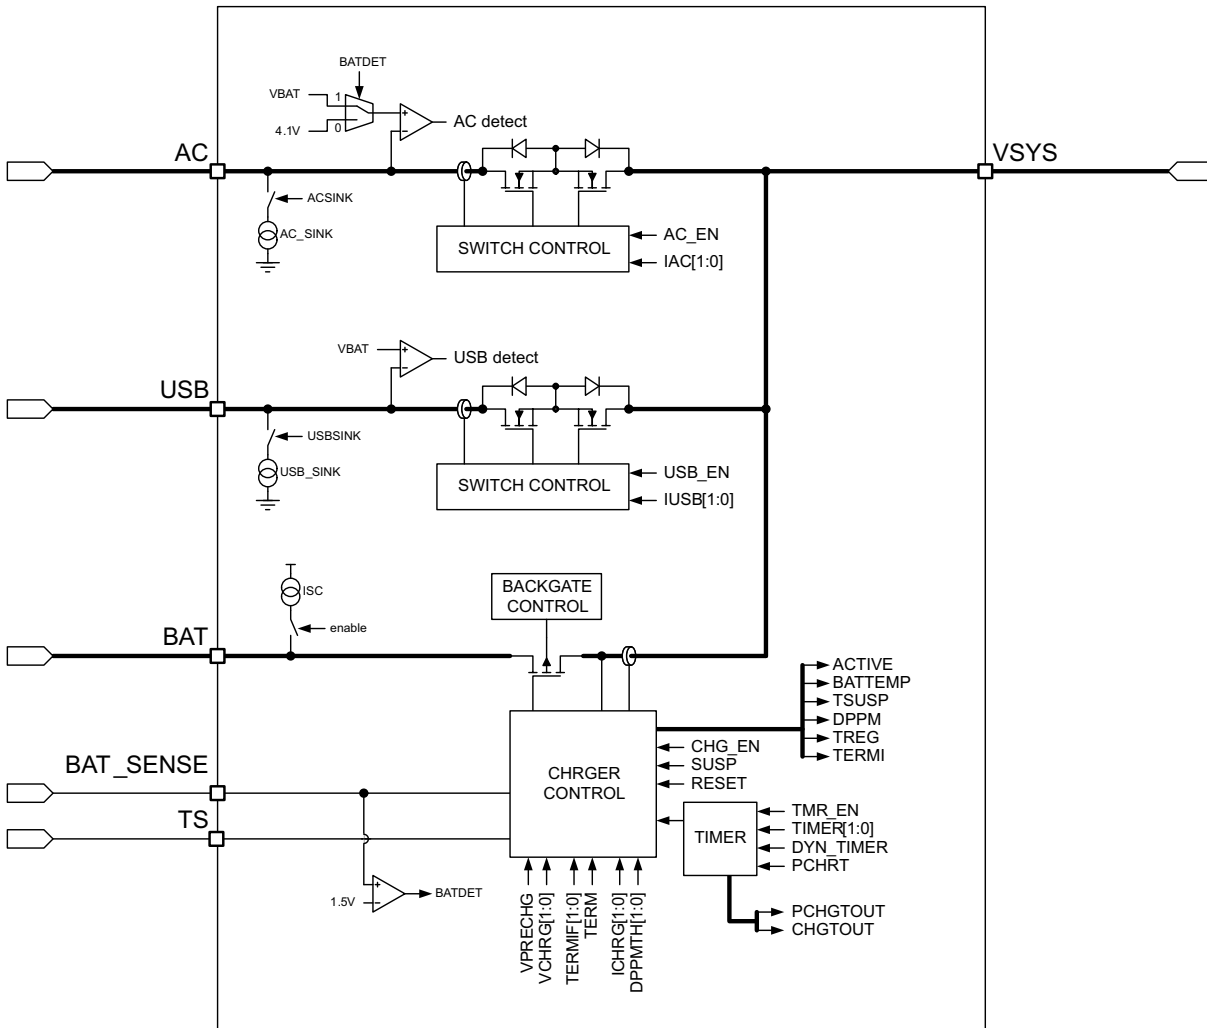 BATDET
VBAT
1
4.1V
0
AC detect
AC
VSYS
ACSINK
AC_SINK
SWITCH CONTROL
AC_EN
IAC[1:0]
VBAT
USB detect
USB
USBSINK
USB_SINK
SWITCH CONTROL
USB_EN
IUSB[1:0]
ISC
enable
BACKGATE
CONTROL
BAT
ACTIVE
BATTEMP
TSUSP
DPPM
TREG
TERMI
BAT_SENSE
CHRGER
CONTROL
CHG_EN
SUSP
RESET
TS
TIMER
TMR_EN
TIMER[1:0]
DYN_TIMER
PCHRT
1.5V
BATDET
VPRECHG
VCHRG[1:0]
TERMIF[1:0]
TERM
ICHRG[1:0]
DPPMTH[1:0]
PCHGTOUT
CHGTOUT